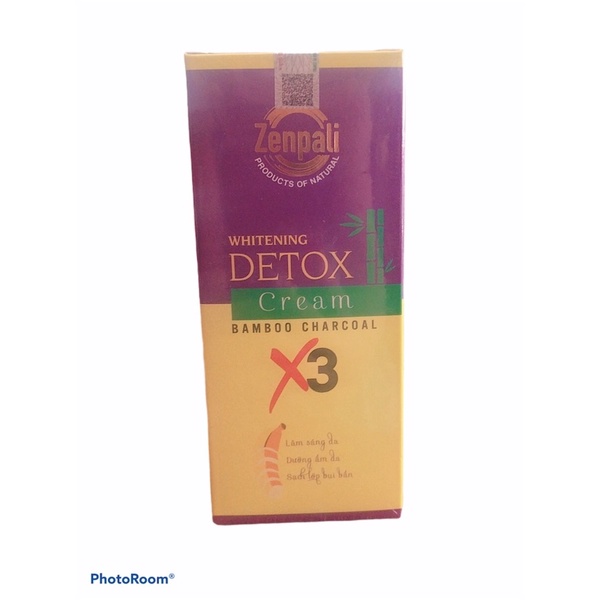 Zenpali
PRODUCTS OF NATURAL
WHITENING
DETOX
Cream
BAMBOO CHARCOAL
X3
Làm sáng da
Dưỡng ẩm da
Sạch lớp bụi bẩn
PhotoRoom®